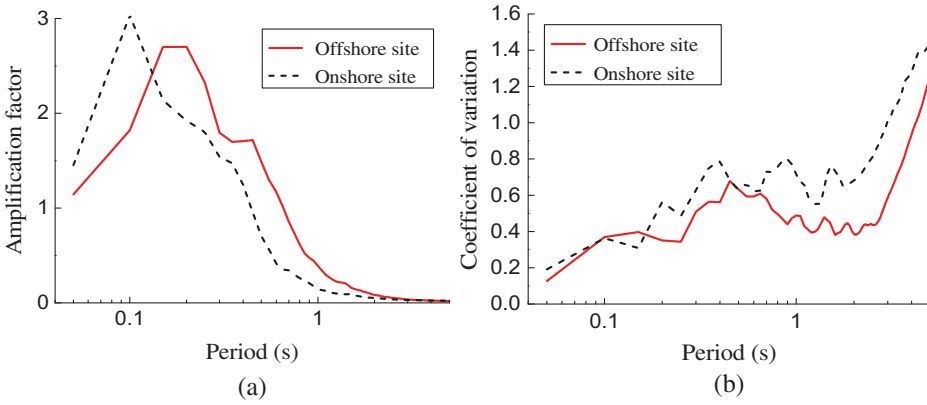 3
2
1
0
0.1
1
Amplification factor
Period (s)
Offshore site
Onshore site
(a)
1.6
1.4
1.2
1.0
0.8
0.6
0.4
0.2
0.0
0.1
1
Coefficient of variation
Period (s)
Offshore site
Onshore site
(b)